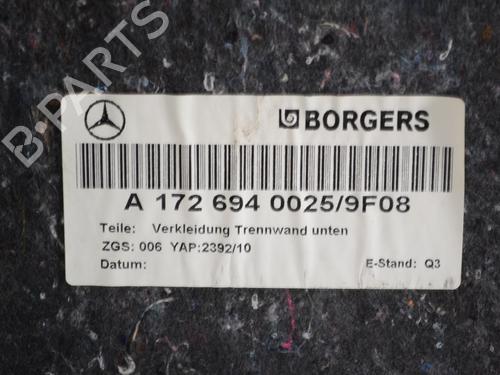 B-PARTS
BORGERS
A 172 694 0025/9F08
Teile: Verkleidung Trennwand unten
ZGS: 006 YAP:2392/10
Datum: E-Stand: Q3